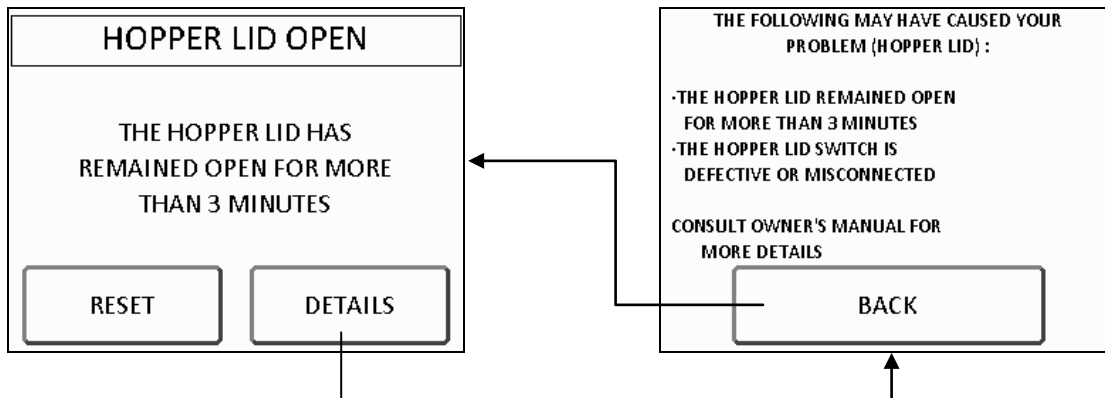 HOPPER LID OPEN
THE HOPPER LID HAS
REMAINED OPEN FOR MORE
THAN 3 MINUTES
RESET
DETAILS
THE FOLLOWING MAY HAVE CAUSED YOUR
PROBLEM (HOPPER LID) :
·THE HOPPER LID REMAINED OPEN
FOR MORE THAN 3 MINUTES
·THE HOPPER LID SWITCH IS
DEFECTIVE OR MISCONNECTED
CONSULT OWNER'S MANUAL FOR
MORE DETAILS
BACK